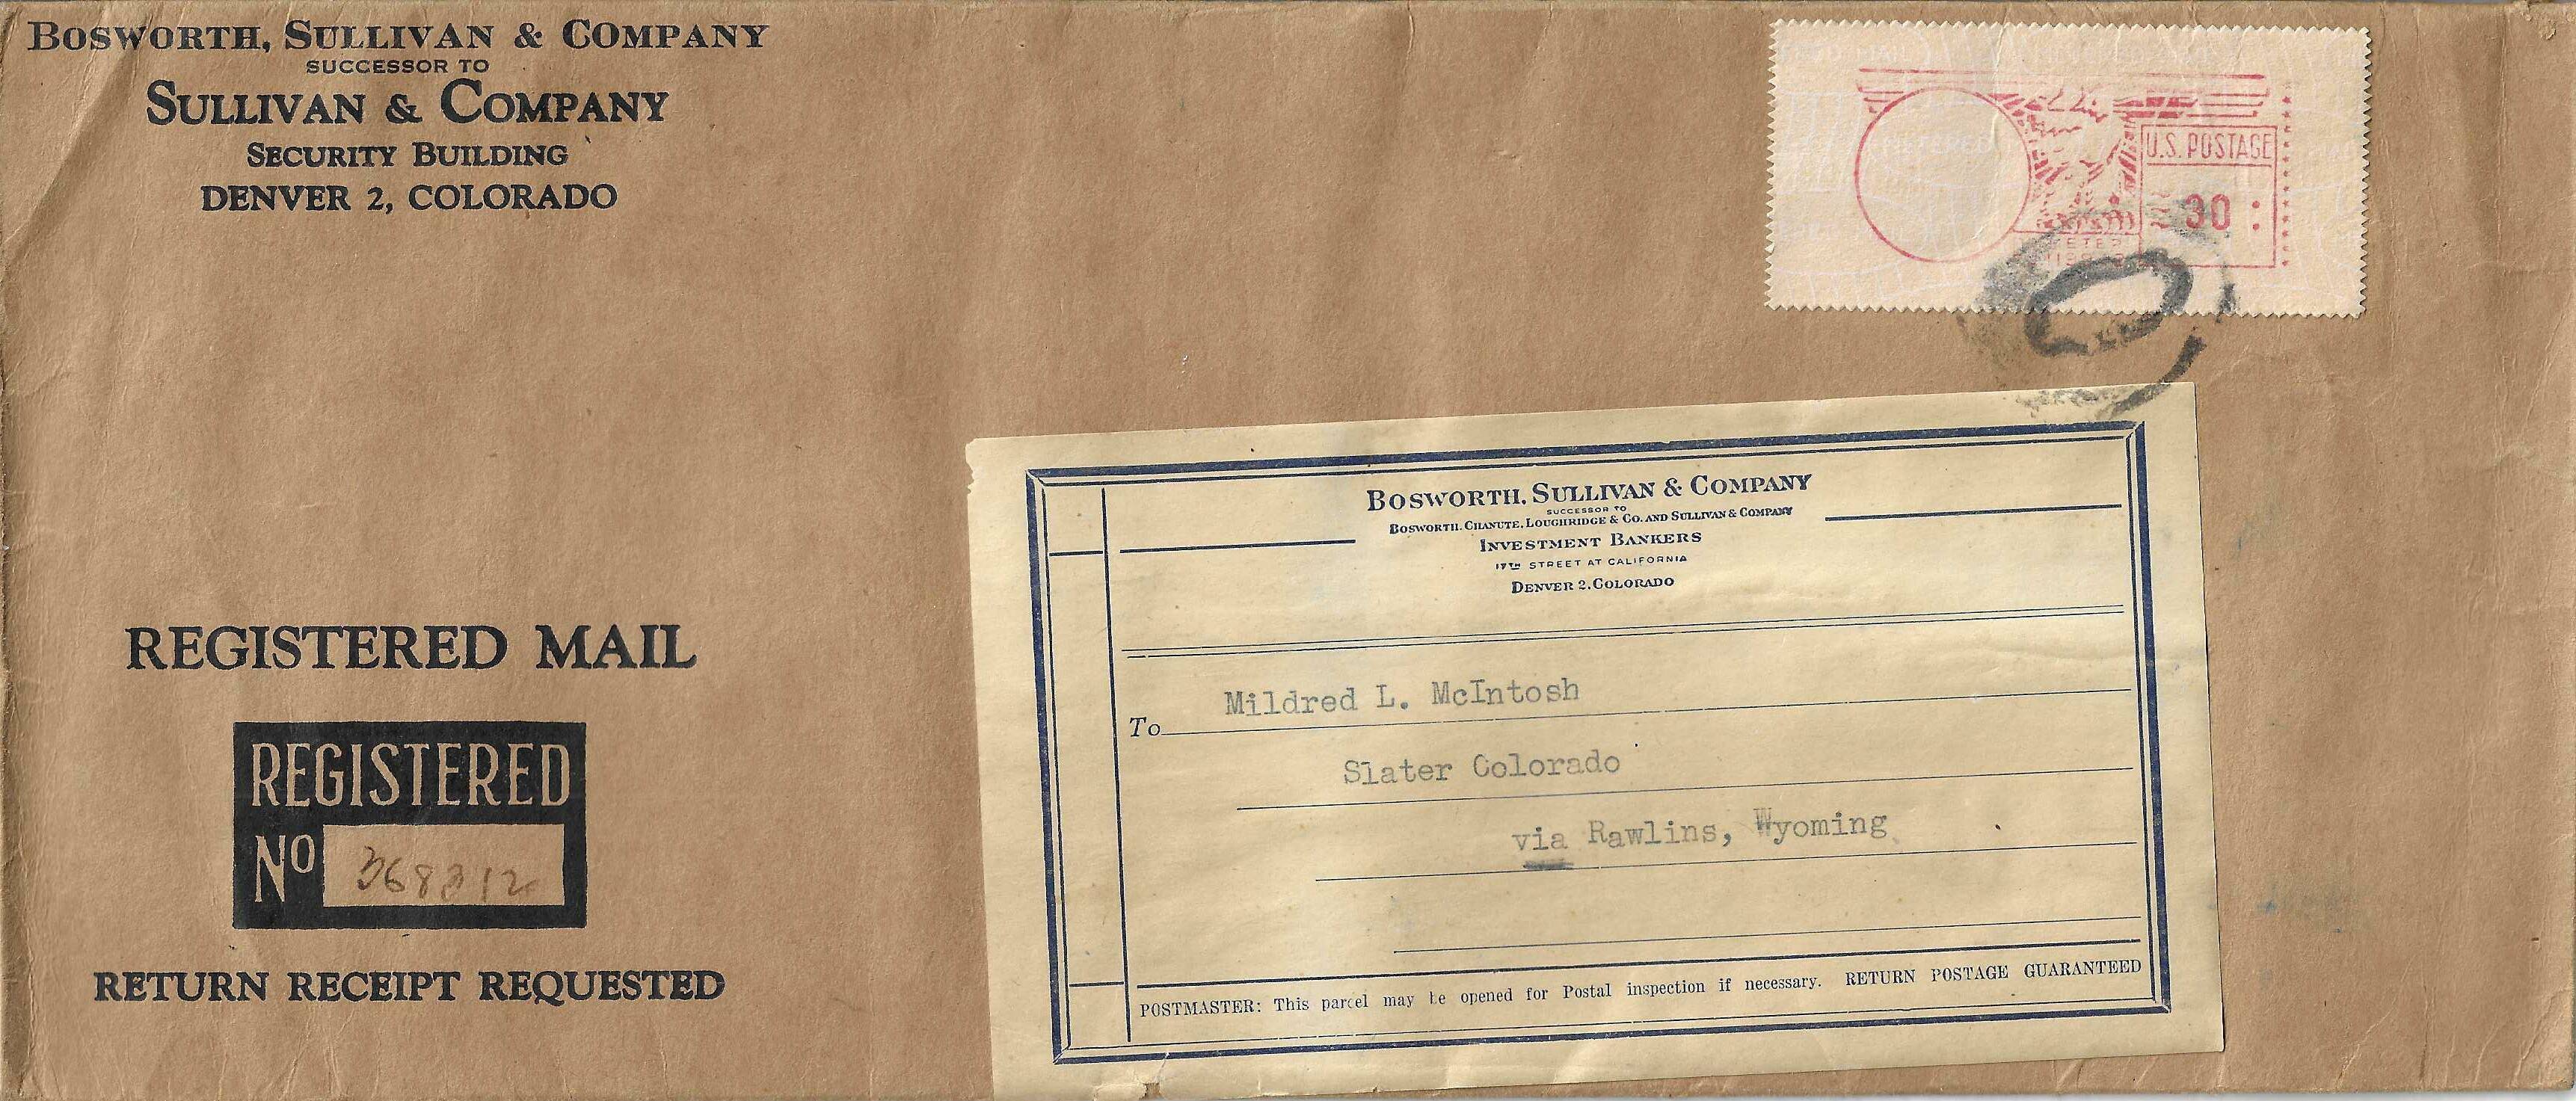 BOSWORTH, SULLIVAN & COMPANY
SUCCESSOR TO
SULLIVAN & COMPANY
SECURITY BUILDING
DENVER 2, COLORADO
U.S. POSTAGE
30
METER
REGISTERED MAIL
REGISTERED
NO 368212
RETURN RECEIPT REQUESTED
BOSWORTH, SULLIVAN & COMPANY
SUCCESSOR TO
BOSWORTH, CHANUTE, LOUGHRIDGE & CO. AND SULLIVAN & COMPANY
INVESTMENT BANKERS
17TH STREET AT CALIFORNIA
DENVER 2, COLORADO
To Mildred L. McIntosh
Slater Colorado
via Rawlins, Wyoming
POSTMASTER: This parcel may be opened for Postal inspection if necessary. RETURN POSTAGE GUARANTEED